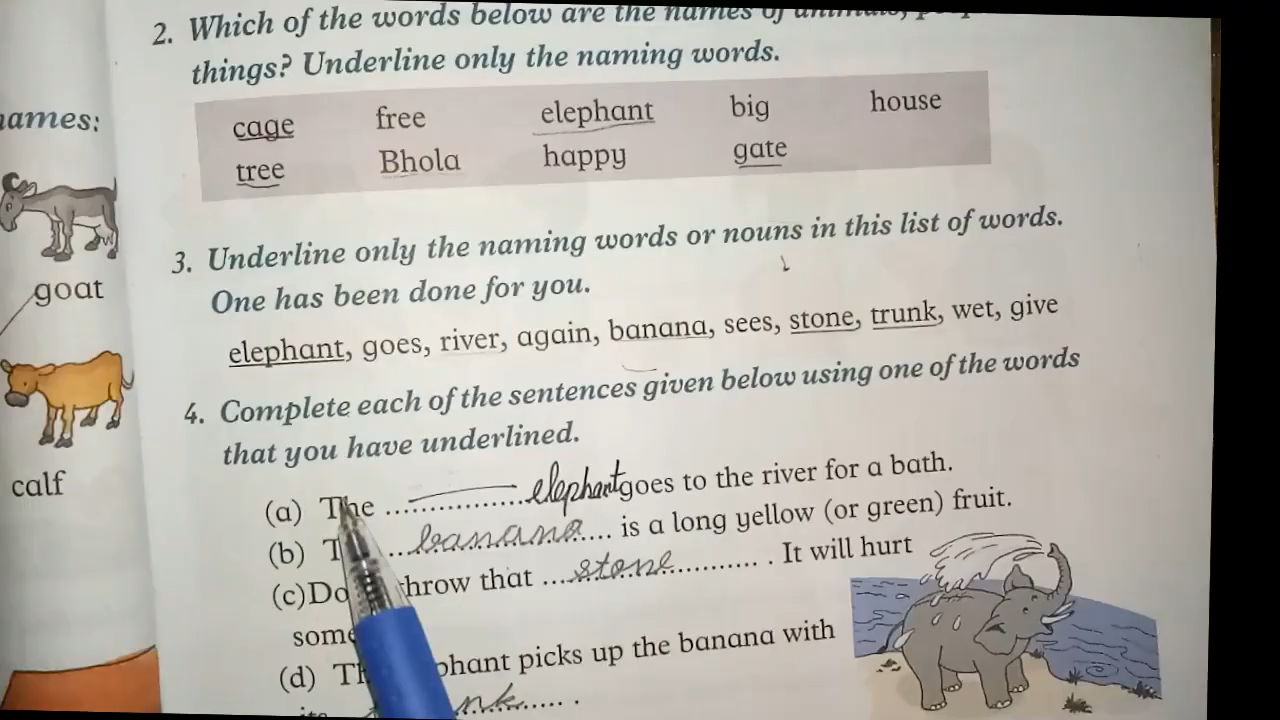 2. Which of the words below are the names of animals,
things? Underline only the naming words.
cage free elephant big house
tree Bhola happy gate
names:
goat
calf
3. Underline only the naming words or nouns in this list of words.
One has been done for you.
elephant, goes, river, again, banana, sees, stone, trunk, wet, give
4. Complete each of the sentences given below using one of the words
that you have underlined.
(a) The .................elephant goes to the river for a bath.
(b) T ...banana.... is a long yellow (or green) fruit.
(c) Do throw that ...stone............. . It will hurt
some
(d) Th phant picks up the banana with
its nk...... .